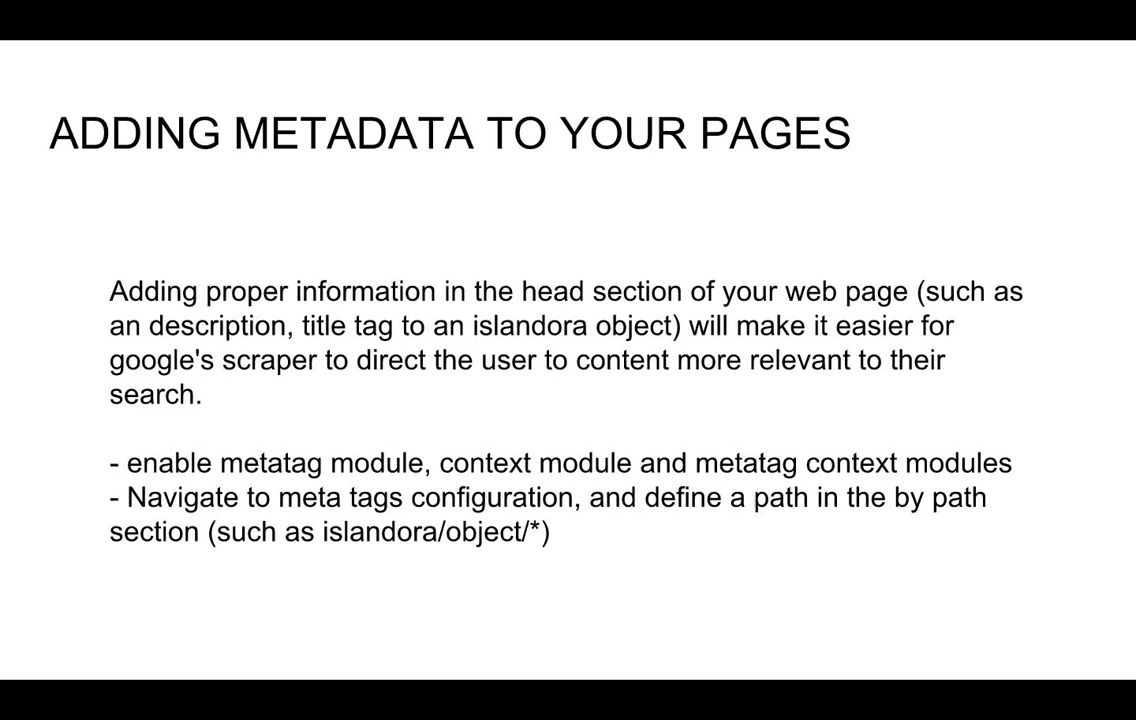 ADDING METADATA TO YOUR PAGES
Adding proper information in the head section of your web page (such as
an description, title tag to an islandora object) will make it easier for
google's scraper to direct the user to content more relevant to their
search.
- enable metatag module, context module and metatag context modules
- Navigate to meta tags configuration, and define a path in the by path
section (such as islandora/object/*)